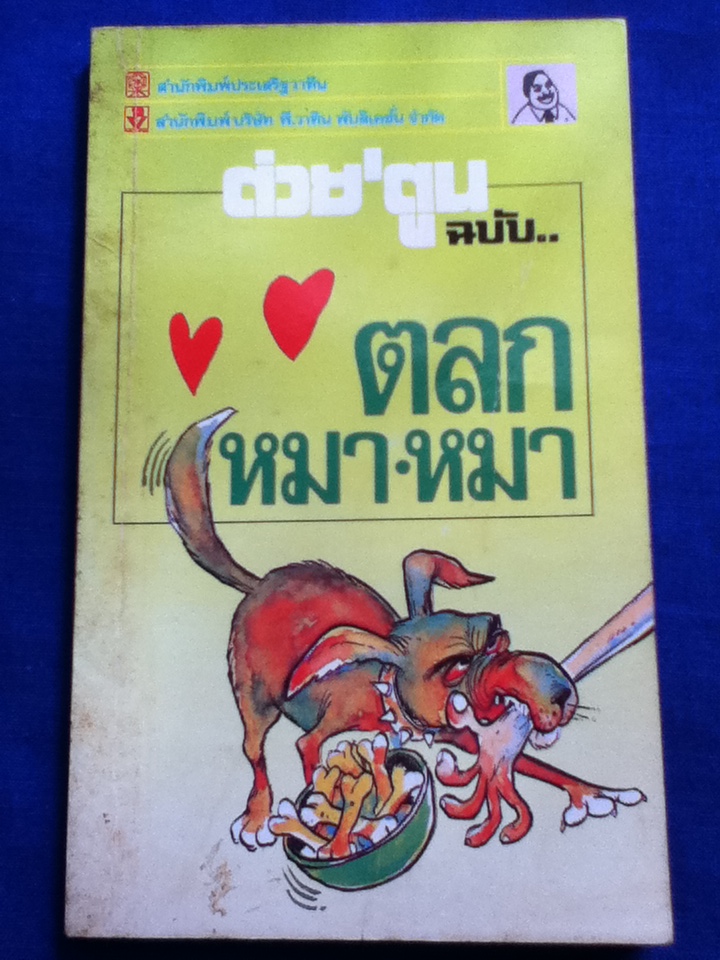 สำนักพิมพ์ประเสริฐวาทิน
สำนักพิมพ์ บริษัท พี.วาทิน พับลิเคชั่น จำกัด
ต่วย'ตูน
ฉบับ..
ตลก
หมา·หมา